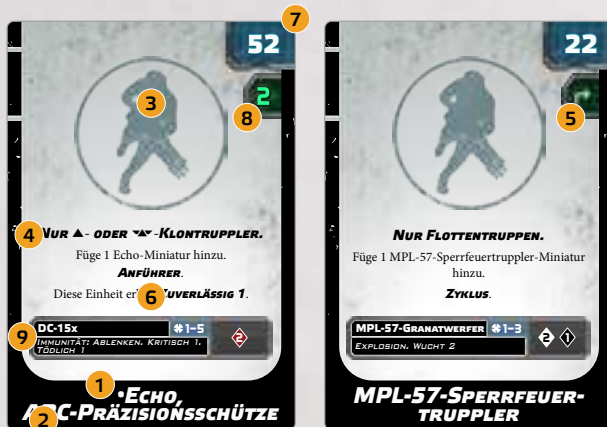 7
52
2
8
3
4 NUR ▲- ODER -KLONTRUPPLER.
Füge 1 Echo-Miniatur hinzu.
ANFÜHRER.
Diese Einheit 6 ZUVERLÄSSIG 1.
9 DC-15x 1–5
IMMUNITÄT: ABLENKEN. KRITISCH 1.
TÖDLICH 1
2
1
•ECHO,
2 ARC-PRÄZISIONSSCHÜTZE
22
5
NUR FLOTTENTRUPPEN.
Füge 1 MPL-57-Sperrfeuertruppler-Miniatur
hinzu.
ZYKLUS.
MPL-57-GRANATWERFER 1–3
EXPLOSION. WUCHT 2
2 1
MPL-57-SPERRFEUER-
TRUPPLER